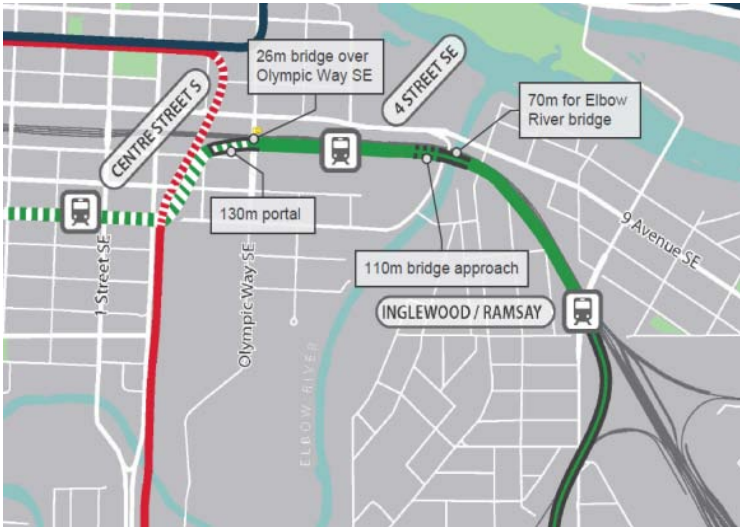 26m bridge over
Olympic Way SE
4 STREET SE
CENTRE STREET S
70m for Elbow
River bridge
130m portal
9 AVENUE SE
1 Street SE
Olympic Way SE
110m bridge approach
INGLEWOOD / RAMSAY
ELBOW RIVER